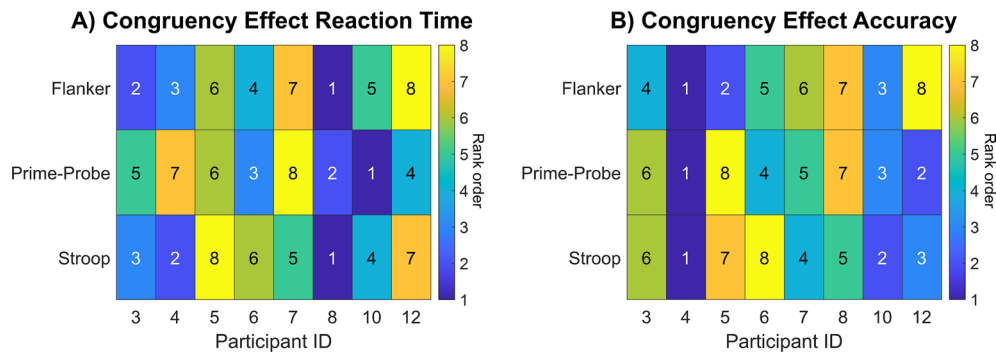 A) Congruency Effect Reaction Time
Flanker 2 3 6 4 7 1 5 8
Prime-Probe 5 7 6 3 8 2 1 4
Stroop 3 2 8 6 5 1 4 7
3 4 5 6 7 8 10 12
Participant ID
8
7
6
5
4
3
2
1
Rank order
B) Congruency Effect Accuracy
Flanker 4 1 2 5 6 7 3 8
Prime-Probe 6 1 8 4 5 7 3 2
Stroop 6 1 7 8 4 5 2 3
3 4 5 6 7 8 10 12
Participant ID
8
7
6
5
4
3
2
1
Rank order